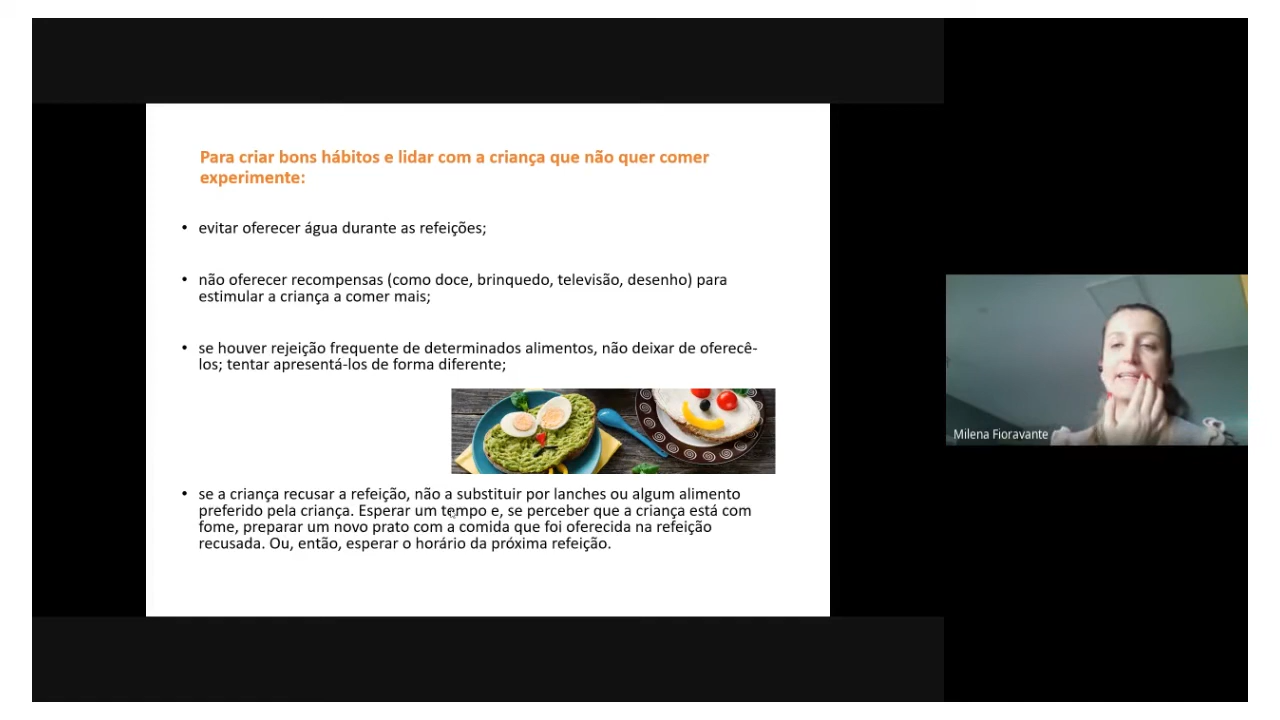 Para criar bons hábitos e lidar com a criança que não quer comer
experimente:
• evitar oferecer água durante as refeições;
• não oferecer recompensas (como doce, brinquedo, televisão, desenho) para
estimular a criança a comer mais;
• se houver rejeição frequente de determinados alimentos, não deixar de oferecê-
los; tentar apresentá-los de forma diferente;
• se a criança recusar a refeição, não a substituir por lanches ou algum alimento
preferido pela criança. Esperar um tempo e, se perceber que a criança está com
fome, preparar um novo prato com a comida que foi oferecida na refeição
recusada. Ou, então, esperar o horário da próxima refeição.
Milena Fioravante